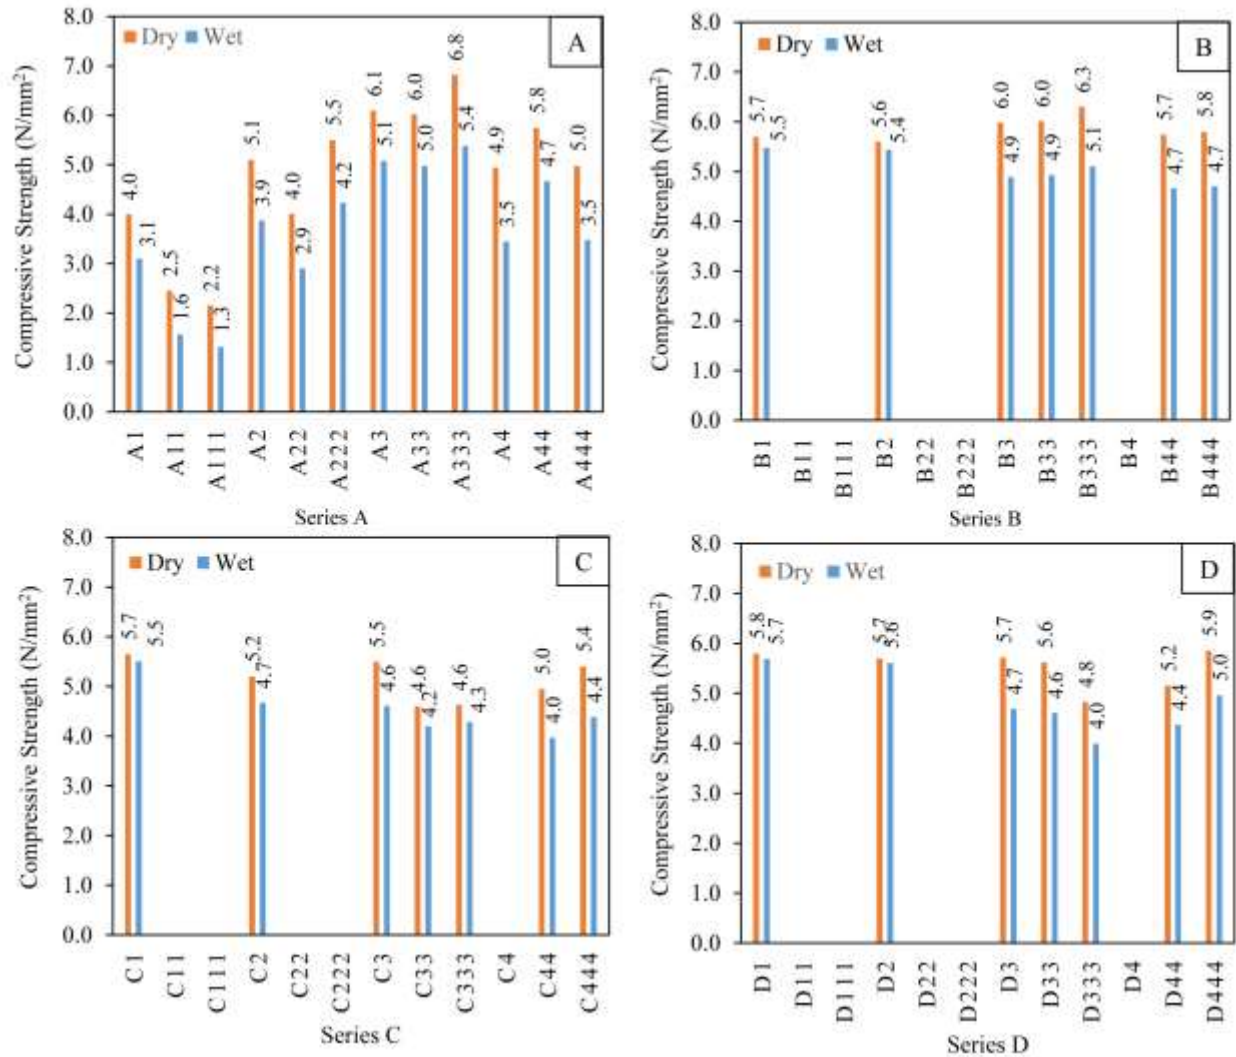 8.0
7.0
6.0
5.0
4.0
3.0
2.0
1.0
0.0
Compressive Strength (N/mm²)
Dry Wet
A
4.0 3.1 2.5 1.6 2.2 1.3 5.1 3.9 4.0 2.9 5.5 4.2 6.1 5.1 6.0 5.0 6.8 5.4 4.9 3.5 5.8 4.7 5.0 3.5
A1 A11 A111 A2 A22 A222 A3 A33 A333 A4 A44 A444
Series A
8.0
7.0
6.0
5.0
4.0
3.0
2.0
1.0
0.0
Compressive Strength (N/mm²)
Dry Wet
B
5.7 5.5 5.6 5.4 6.0 4.9 6.0 4.9 6.3 5.1 5.7 4.7 5.8 4.7
B1 B11 B111 B2 B22 B222 B3 B33 B333 B4 B44 B444
Series B
8.0
7.0
6.0
5.0
4.0
3.0
2.0
1.0
0.0
Compressive Strength (N/mm²)
Dry Wet
C
5.7 5.5 5.2 4.7 5.5 4.6 4.6 4.2 4.6 4.3 5.0 4.0 5.4 4.4
C1 C11 C111 C2 C22 C222 C3 C33 C333 C4 C44 C444
Series C
8.0
7.0
6.0
5.0
4.0
3.0
2.0
1.0
0.0
Compressive Strength (N/mm²)
Dry Wet
D
5.8 5.7 5.7 5.6 5.7 4.7 5.6 4.6 4.8 4.0 5.2 4.4 5.9 5.0
D1 D11 D111 D2 D22 D222 D3 D33 D333 D4 D44 D444
Series D